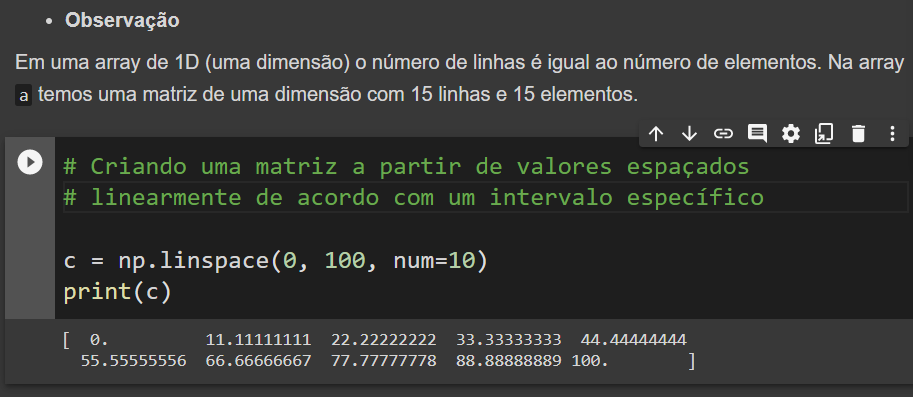 • Observação
Em uma array de 1D (uma dimensão) o número de linhas é igual ao número de elementos. Na array
a temos uma matriz de uma dimensão com 15 linhas e 15 elementos.
# Criando uma matriz a partir de valores espaçados
# linearmente de acordo com um intervalo específico
c = np.linspace(0, 100, num=10)
print(c)
[  0.          11.11111111  22.22222222  33.33333333  44.44444444
  55.55555556  66.66666667  77.77777778  88.88888889 100.        ]